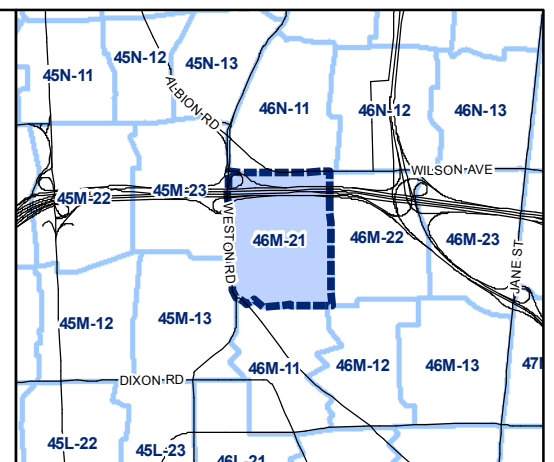 45N-11
45N-12
45N-13
ALBION RD
46N-11
46N-12
46N-13
WILSON AVE
45M-22
45M-23
WESTON RD
46M-21
46M-22
46M-23
JANE ST
45M-12
45M-13
46M-11
46M-12
46M-13
DIXON RD
45L-22
45L-23